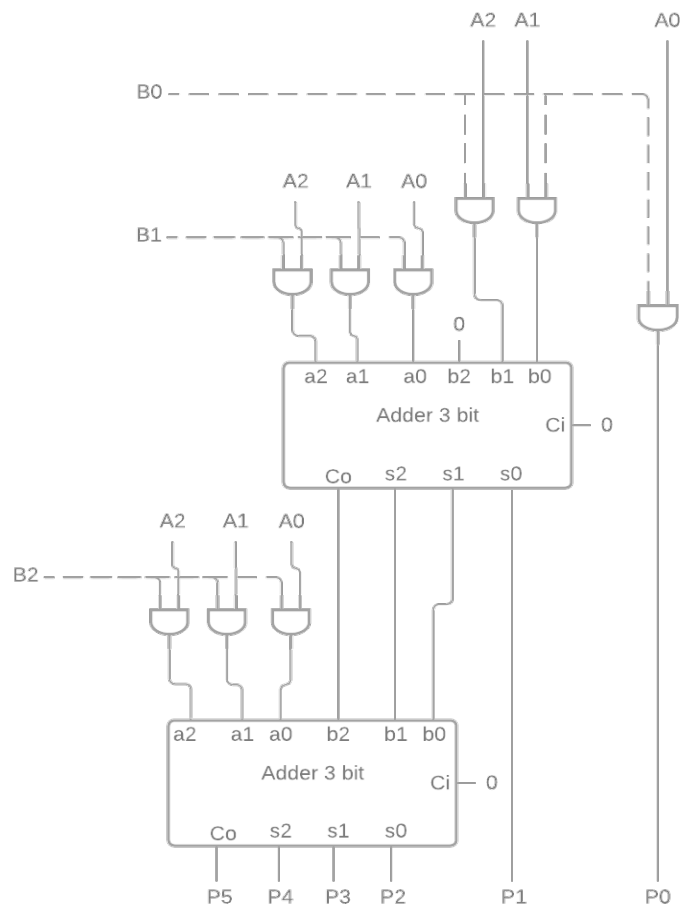 A2 A1 A0
B0
A2 A1 A0
B1
0
a2 a1 a0 b2 b1 b0
Adder 3 bit
Ci 0
Co s2 s1 s0
A2 A1 A0
B2
a2 a1 a0 b2 b1 b0
Adder 3 bit
Ci 0
Co s2 s1 s0
P5 P4 P3 P2 P1 P0